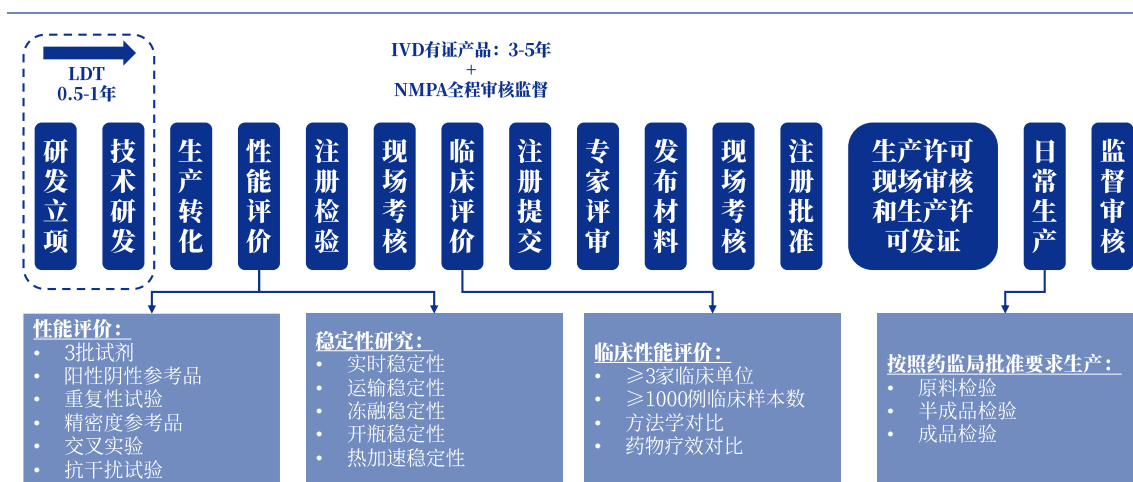 LDT
0.5-1年
IVD有证产品：3-5年
+
NMPA全程审核监督
研发立项
技术研发
生产转化
性能评价
注册检验
现场考核
临床评价
注册提交
专家评审
发布材料
现场考核
注册批准
生产许可
现场审核
和生产许
可发证
日常生产
监督审核
性能评价：
• 3批试剂
• 阳性阴性参考品
• 重复性试验
• 精密度参考品
• 交叉实验
• 抗干扰试验
稳定性研究：
• 实时稳定性
• 运输稳定性
• 冻融稳定性
• 开瓶稳定性
• 热加速稳定性
临床性能评价：
• ≥3家临床单位
• ≥1000例临床样本数
• 方法学对比
• 药物疗效对比
按照药监局批准要求生产：
• 原料检验
• 半成品检验
• 成品检验